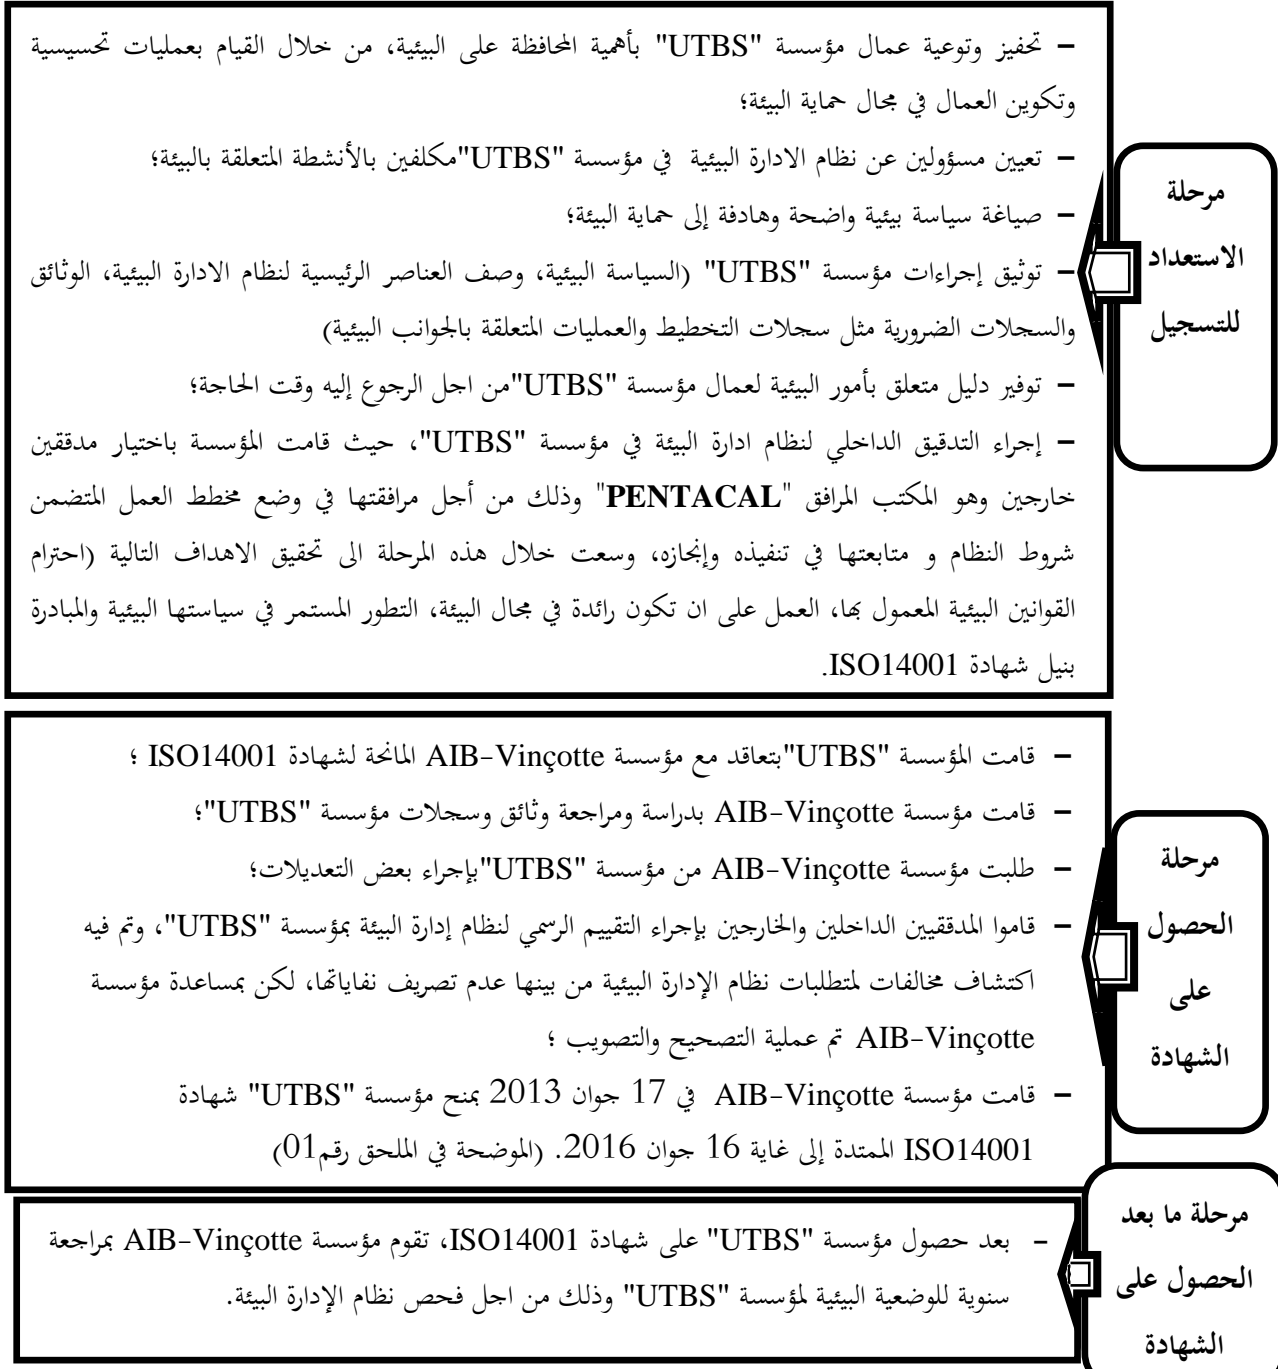 مرحلة
الاستعداد
للتسجيل
– تحفيز وتوعية عمال مؤسسة "UTBS" بأهمية المحافظة على البيئية، من خلال القيام بعمليات تحسيسية
وتكوين العمال في مجال حماية البيئة؛
– تعيين مسؤولين عن نظام الادارة البيئية في مؤسسة "UTBS"مكلفين بالأنشطة المتعلقة بالبيئة؛
– صياغة سياسة بيئية واضحة وهادفة إلى حماية البيئة؛
– توثيق إجراءات مؤسسة "UTBS" (السياسة البيئية، وصف العناصر الرئيسية لنظام الادارة البيئية، الوثائق
والسجلات الضرورية مثل سجلات التخطيط والعمليات المتعلقة بالجوانب البيئية)
– توفير دليل متعلق بأمور البيئية لعمال مؤسسة "UTBS"من اجل الرجوع إليه وقت الحاجة؛
– إجراء التدقيق الداخلي لنظام ادارة البيئة في مؤسسة "UTBS"، حيث قامت المؤسسة باختيار مدققين
خارجين وهو المكتب المرافق "PENTACAL" وذلك من أجل مرافقتها في وضع مخطط العمل المتضمن
شروط النظام و متابعتها في تنفيذه وإنجازه، وسعت خلال هذه المرحلة الى تحقيق الاهداف التالية (احترام
القوانين البيئية المعمول بها، العمل على ان تكون رائدة في مجال البيئة، التطور المستمر في سياستها البيئية والمبادرة
بنيل شهادة ISO14001.
مرحلة
الحصول
على
الشهادة
– قامت المؤسسة "UTBS"بتعاقد مع مؤسسة AIB-Vinçotte المانحة لشهادة ISO14001 ؛
– قامت مؤسسة AIB-Vinçotte بدراسة ومراجعة وثائق وسجلات مؤسسة "UTBS"؛
– طلبت مؤسسة AIB-Vinçotte من مؤسسة "UTBS"بإجراء بعض التعديلات؛
– قاموا المدققيين الداخلين والخارجين بإجراء التقييم الرسمي لنظام إدارة البيئة بمؤسسة "UTBS"، وتم فيه
اكتشاف مخالفات لمتطلبات نظام الإدارة البيئية من بينها عدم تصريف نفاياتها، لكن بمساعدة مؤسسة
AIB-Vinçotte تم عملية التصحيح والتصويب ؛
– قامت مؤسسة AIB-Vinçotte في 17 جوان 2013 بمنح مؤسسة "UTBS" شهادة
ISO14001 الممتدة إلى غاية 16 جوان 2016. (الموضحة في الملحق رقم01)
مرحلة ما بعد
الحصول على
الشهادة
- بعد حصول مؤسسة "UTBS" على شهادة ISO14001، تقوم مؤسسة AIB-Vinçotte بمراجعة
سنوية للوضعية البيئية لمؤسسة "UTBS" وذلك من اجل فحص نظام الإدارة البيئة.